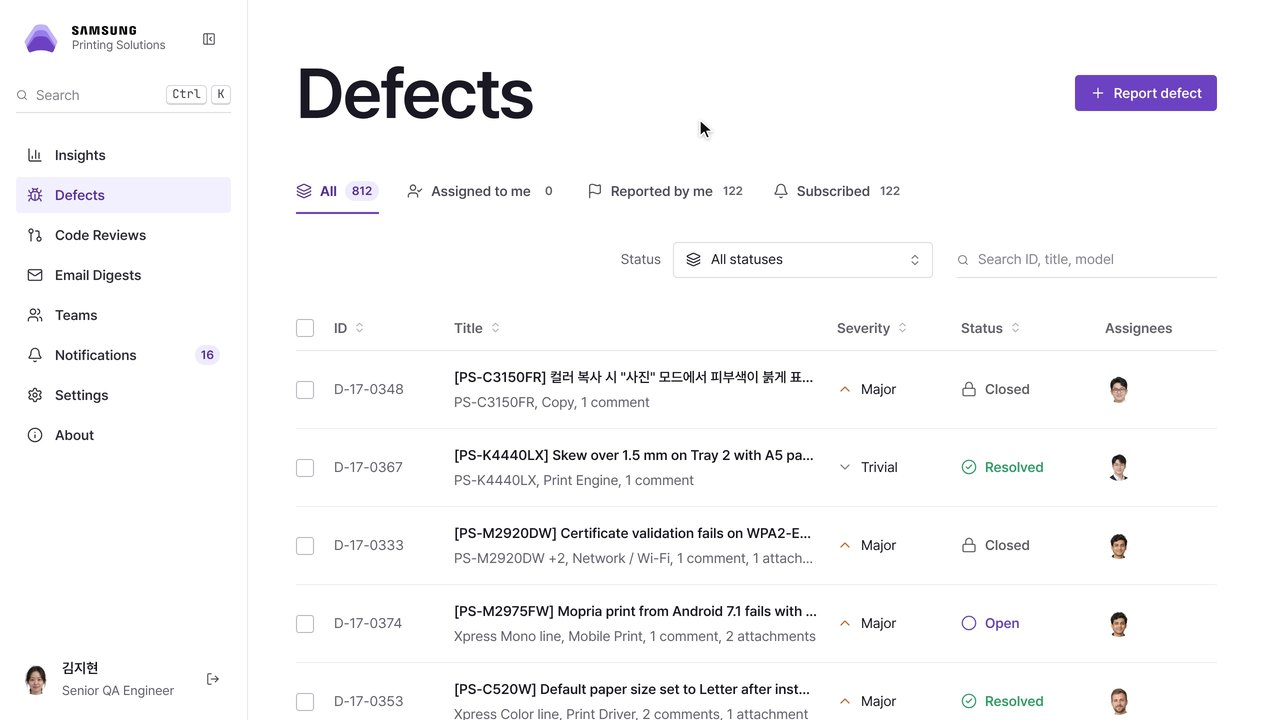 SAMSUNG
Printing Solutions
Search
Ctrl
K
Insights
Defects
Code Reviews
Email Digests
Teams
Notifications
16
Settings
About
김지현
Senior QA Engineer
Defects
Report defect
All 812
Assigned to me 0
Reported by me 122
Subscribed 122
Status
All statuses
Search ID, title, model
ID
Title
Severity
Status
Assignees
D-17-0348
[PS-C3150FR] 컬러 복사 시 "사진" 모드에서 피부색이 붉게 표...
PS-C3150FR, Copy, 1 comment
Major
Closed
D-17-0367
[PS-K4440LX] Skew over 1.5 mm on Tray 2 with A5 pa...
PS-K4440LX, Print Engine, 1 comment
Trivial
Resolved
D-17-0333
[PS-M2920DW] Certificate validation fails on WPA2-E...
PS-M2920DW +2, Network / Wi-Fi, 1 comment, 1 attach...
Major
Closed
D-17-0374
[PS-M2975FW] Mopria print from Android 7.1 fails with ...
Xpress Mono line, Mobile Print, 1 comment, 2 attachments
Major
Open
D-17-0353
[PS-C520W] Default paper size set to Letter after inst...
Xpress Color line, Print Driver, 2 comments, 1 attachment
Major
Resolved